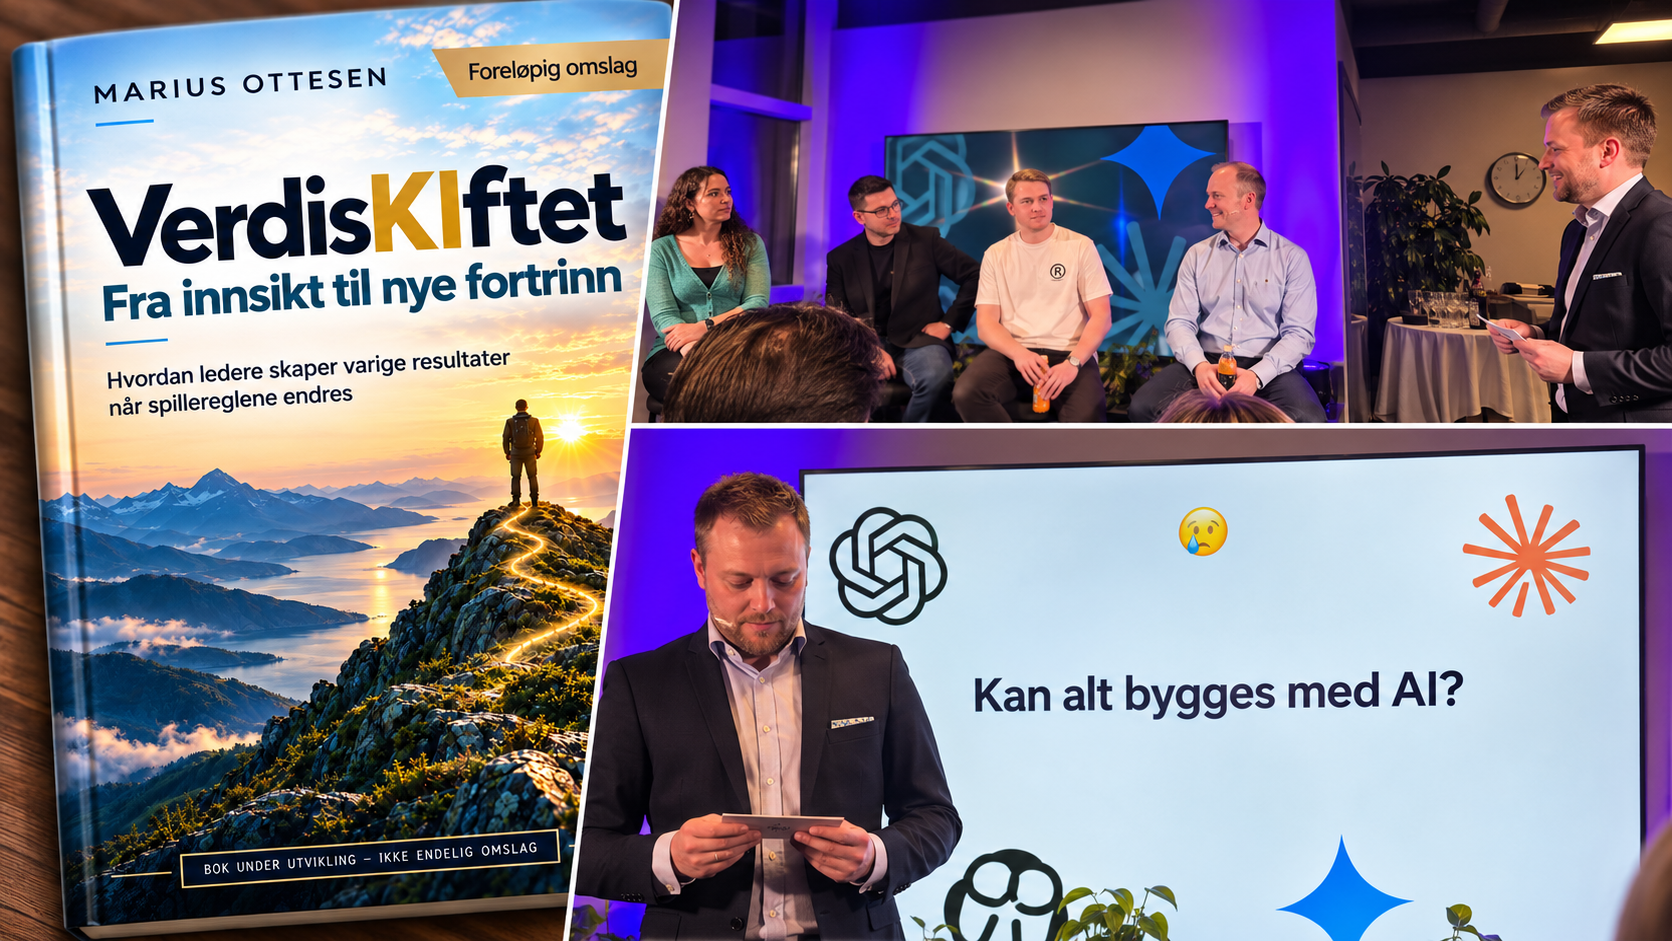 MARIUS OTTESEN
Foreløpig omslag
VerdisKIftet
Fra innsikt til nye fortrinn
Hvordan ledere skaper varige resultater
når spillereglene endres
BOK UNDER UTVIKLING – IKKE ENDELIG OMSLAG
®
Kan alt bygges med AI?